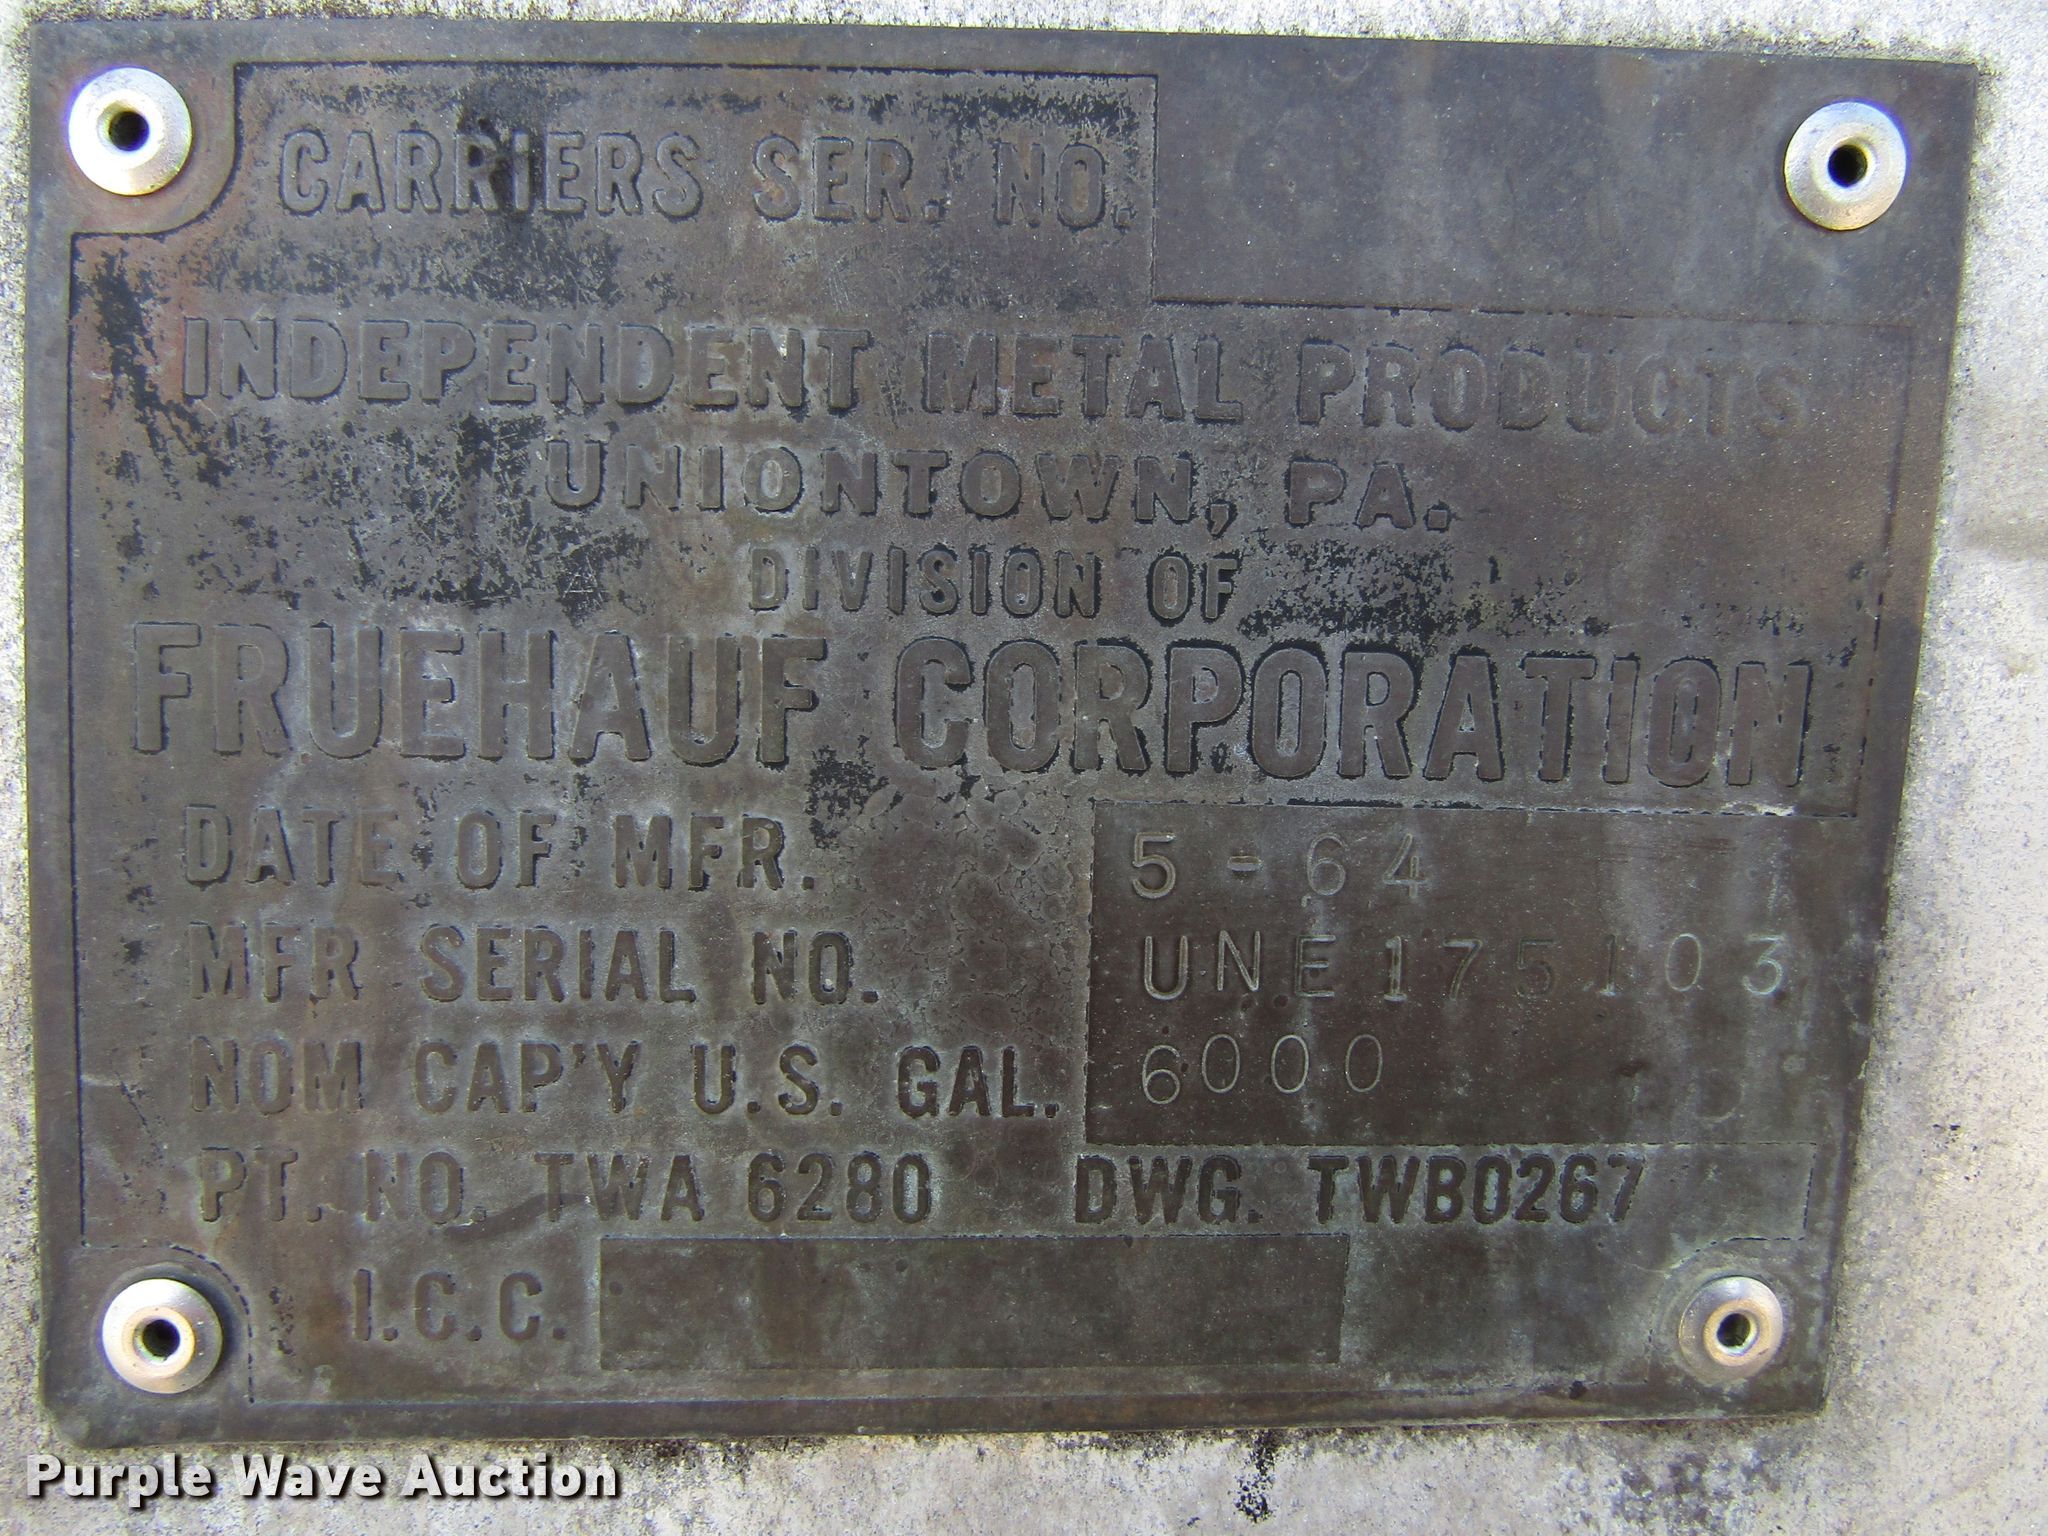 CARRIERS SER. NO.
INDEPENDENT METAL PRODUCTS
UNIONTOWN, PA.
DIVISION OF
FRUEHAUF CORPORATION
DATE OF MFR. 5-64
MFR SERIAL NO. UNE175103
NOM CAP'Y U.S. GAL. 6000
PT. NO. TWA 6280 DWG. TWB0267
I.C.C.
Purple Wave Auction